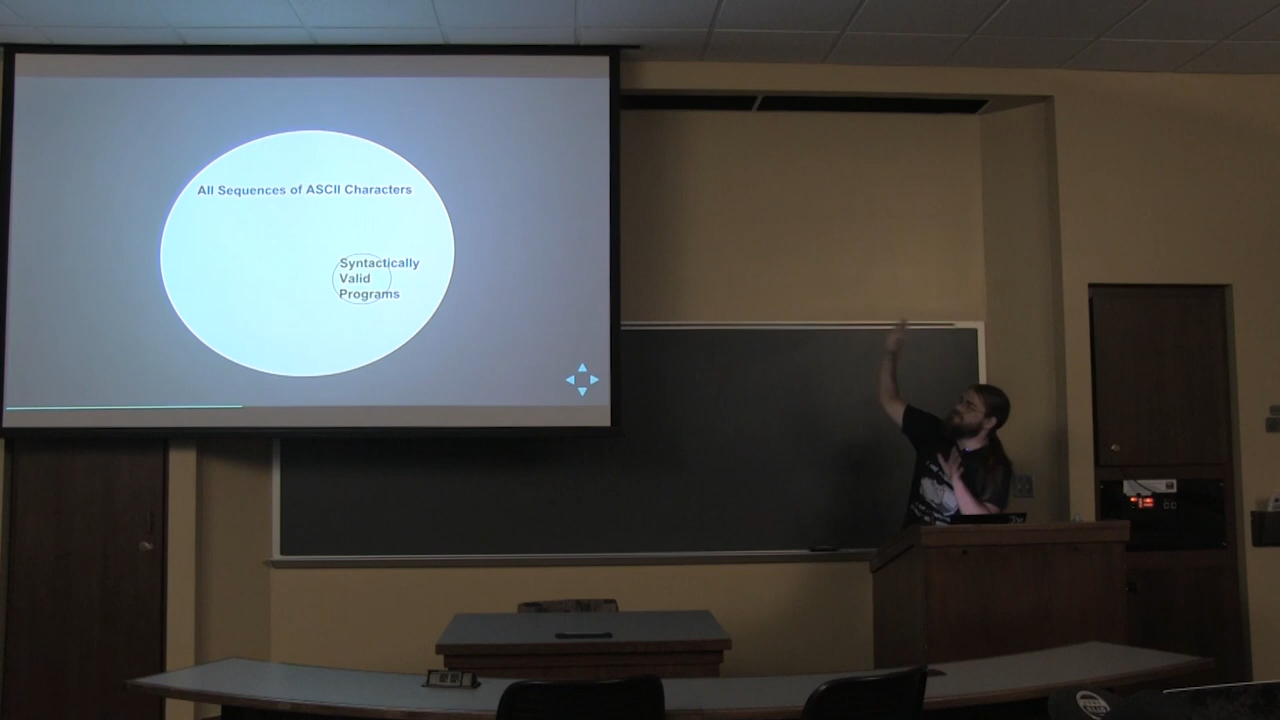 All Sequences of ASCII Characters
Syntactically
Valid
Programs